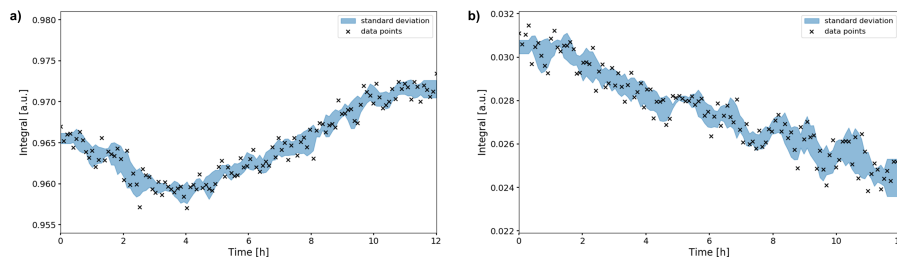 a)
0.980
0.975
0.970
0.965
0.960
0.955
Integral [a.u.]
standard deviation
data points
0 2 4 6 8 10 12
Time [h]
b)
0.032
0.030
0.028
0.026
0.024
0.022
Integral [a.u.]
standard deviation
data points
0 2 4 6 8 10 12
Time [h]